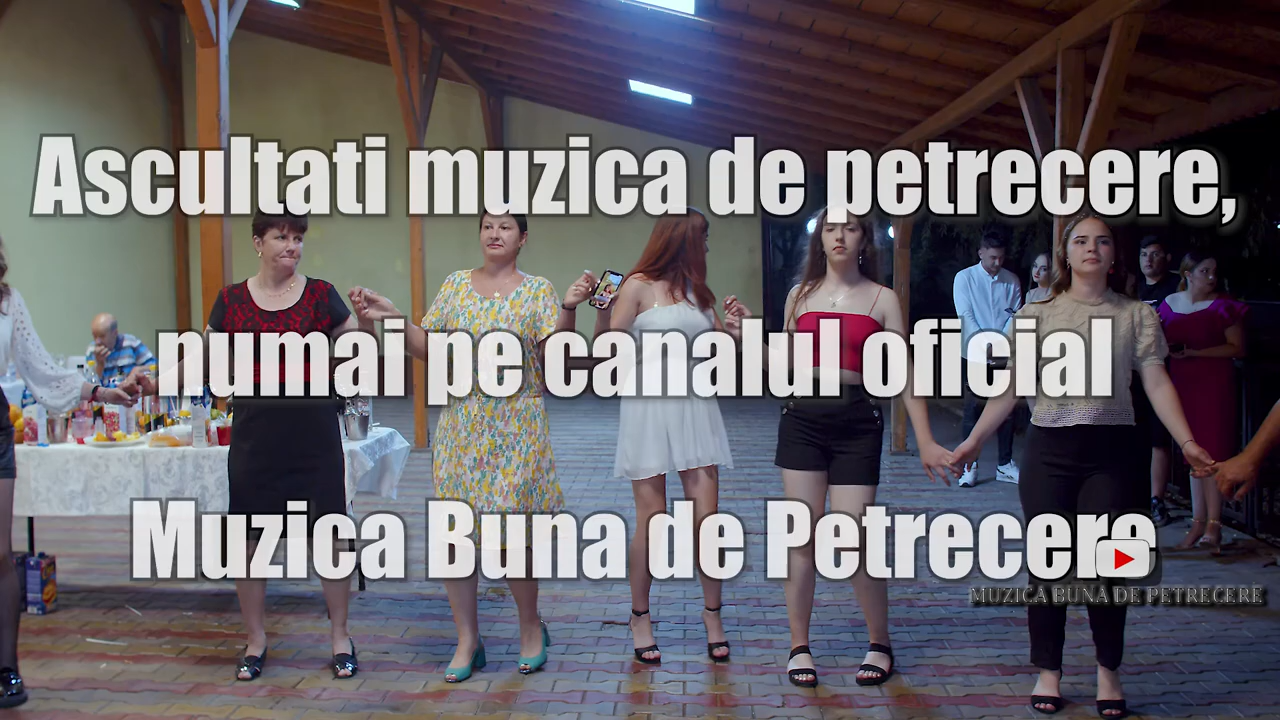 Ascultati muzica de petrecere,
numai pe canalul oficial
Muzica Buna de Petrecere
MUZICA BUNA DE PETRECERE